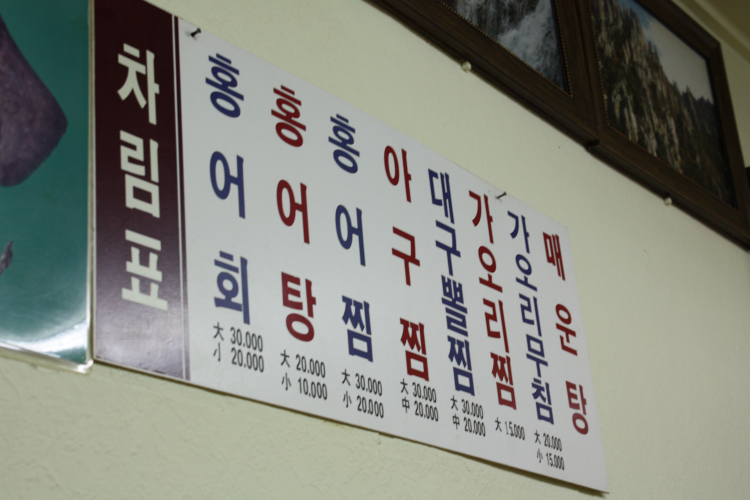 차림표
홍어회
大 30.000
小 20.000
홍어탕
大 20.000
小 10.000
홍어찜
大 30.000
小 20.000
아구찜
大 30.000
中 20.000
대구뽈찜
大 30.000
中 20.000
가오리찜
大 15.000
가오리무침
大 20.000
小 15.000
매운탕